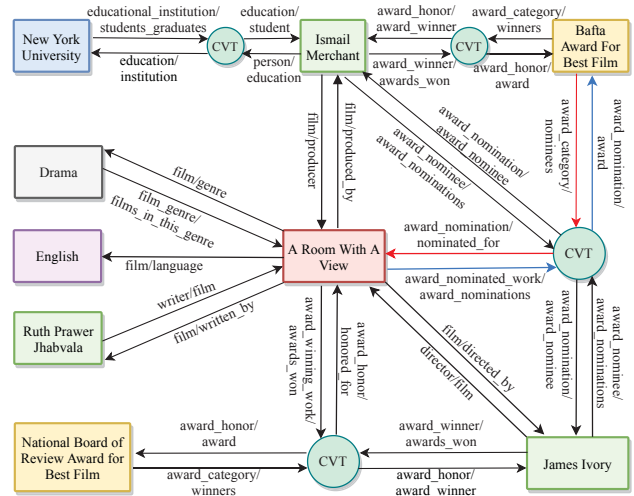 educational_institution/
students_graduates
education/
student
award_honor/
award_winner
award_category/
winners
New York
University
CVT
Ismail
Merchant
CVT
Bafta
Award For
Best Film
education/
institution
person/
education
award_winner/
awards_won
award_honor/
award
film/producer
film/produced_by
award_nomination/
award_nominee
award_nominee/
award_nominations
award_category/
nominees
award_nomination/
award
Drama
film/genre
film_genre/
films_in_this_genre
English
film/language
A Room With A
View
award_nomination/
nominated_for
CVT
award_nominated_work/
award_nominations
Ruth Prawer
Jhabvala
writer/film
film/written_by
award_winning_work/
awards_won
award_honor/
honored_for
film/directed_by
director/film
award_nomination/
award_nominee
award_nominee/
award_nominations
National Board of
Review Award for
Best Film
award_honor/
award
award_category/
winners
CVT
award_winner/
awards_won
award_honor/
award_winner
James Ivory